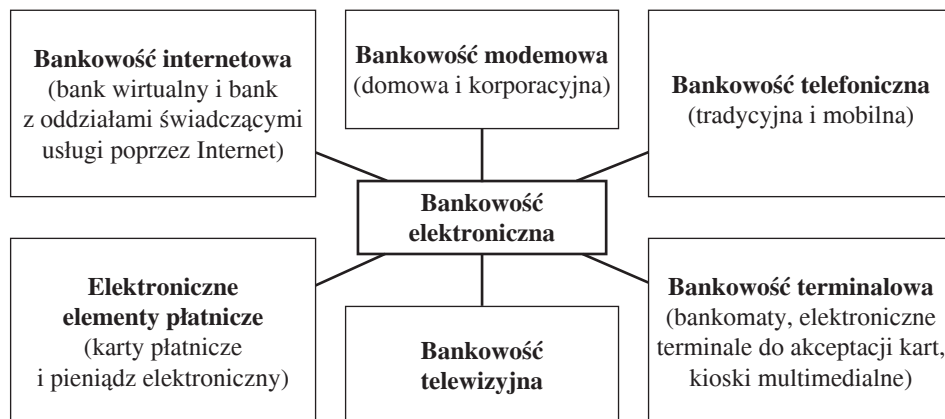 Bankowość internetowa
(bank wirtualny i bank
z oddziałami świadczącymi
usługi poprzez Internet)
Bankowość modemowa
(domowa i korporacyjna)
Bankowość telefoniczna
(tradycyjna i mobilna)
Bankowość
elektroniczna
Elektroniczne
elementy płatnicze
(karty płatnicze
i pieniądz elektroniczny)
Bankowość
telewizyjna
Bankowość terminalowa
(bankomaty, elektroniczne
terminale do akceptacji kart,
kioski multimedialne)